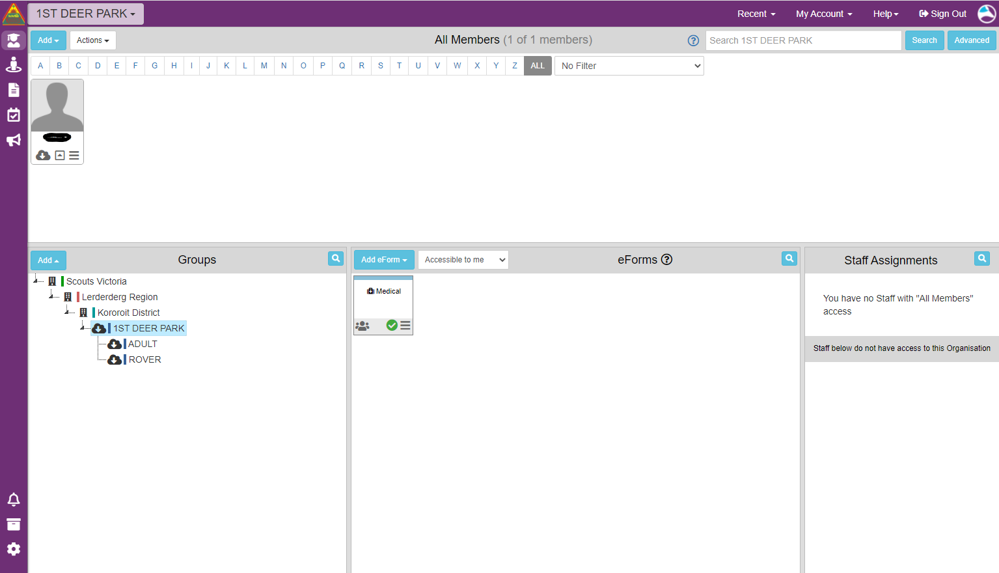 1ST DEER PARK
Recent
My Account
Help
Sign Out
Add
Actions
All Members (1 of 1 members)
Search 1ST DEER PARK
Search
Advanced
A B C D E F G H I J K L M N O P Q R S T U V W X Y Z ALL
No Filter
Add
Groups
Scouts Victoria
Lerderderg Region
Kororoit District
1ST DEER PARK
ADULT
ROVER
Add eForm
Accessible to me
eForms
Medical
Staff Assignments
You have no Staff with "All Members"
access
Staff below do not have access to this Organisation